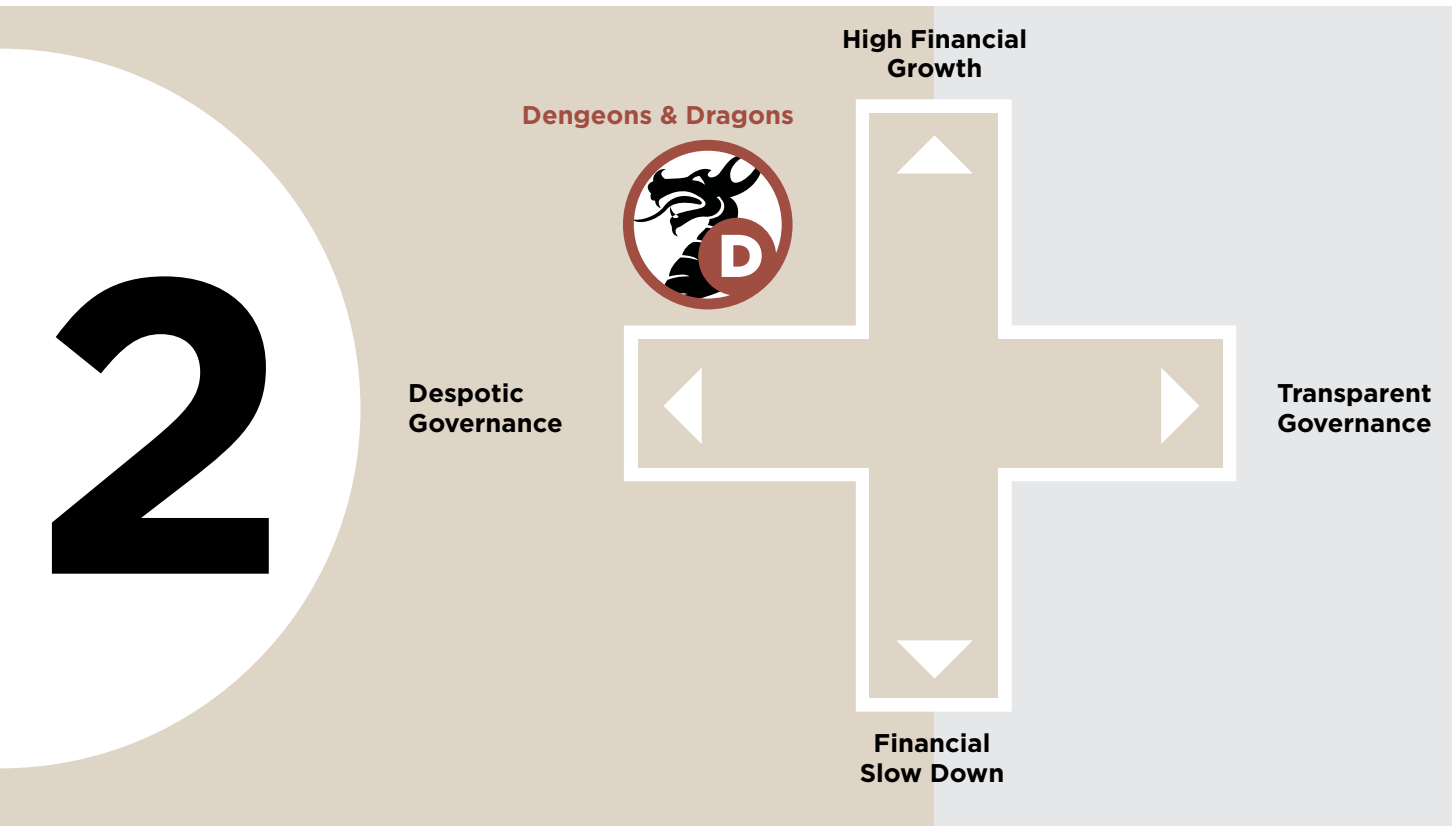 2
High Financial
Growth
Dengeons & Dragons
D
Despotic
Governance
Transparent
Governance
Financial
Slow Down